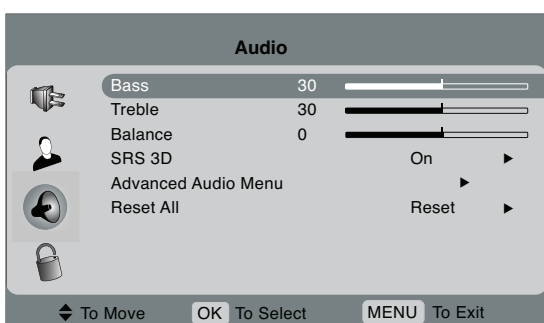 Audio
Bass 30
Treble 30
Balance 0
SRS 3D On
Advanced Audio Menu
Reset All Reset
To Move OK To Select MENU To Exit